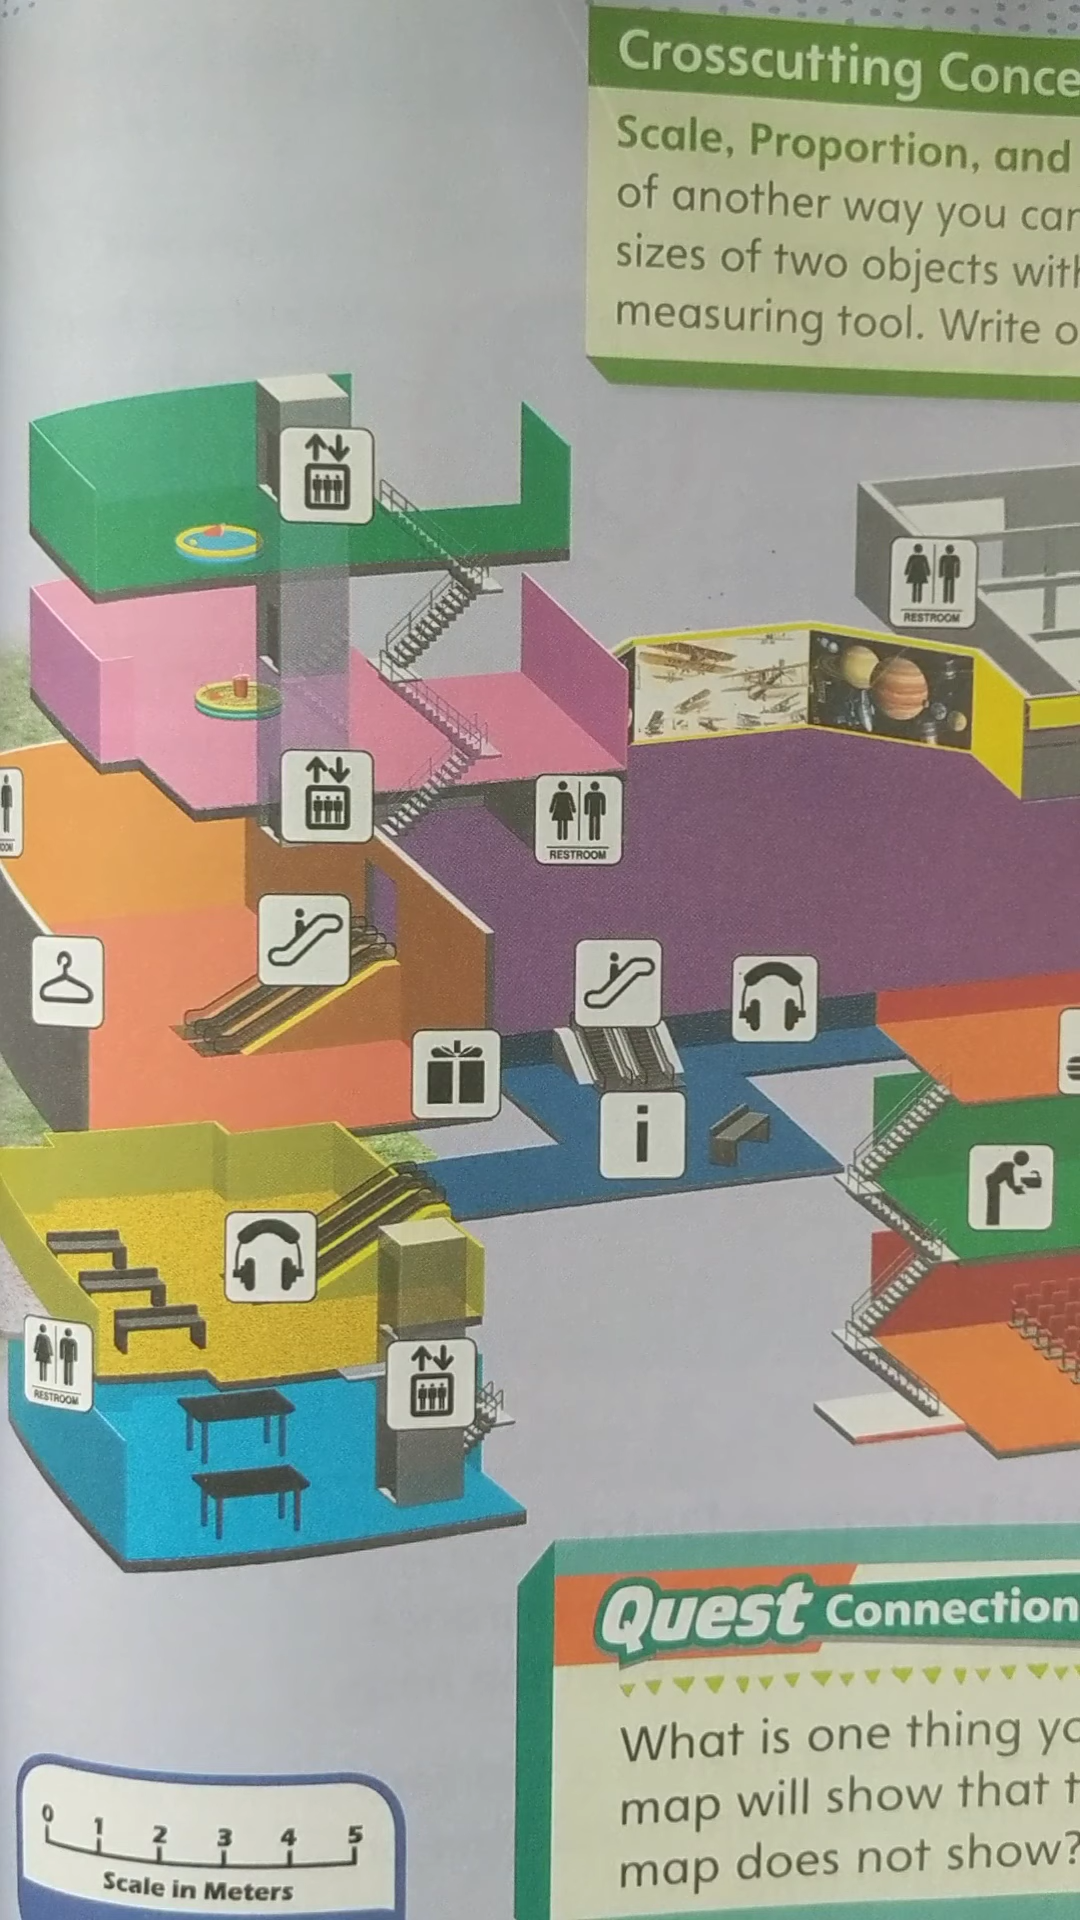 Crosscutting Conce
Scale, Proportion, and
of another way you can
sizes of two objects with
measuring tool. Write o
RESTROOM
RESTROOM
i
RESTROOM
Quest Connection
What is one thing yo
map will show that t
map does not show?
0 1 2 3 4 5
Scale in Meters